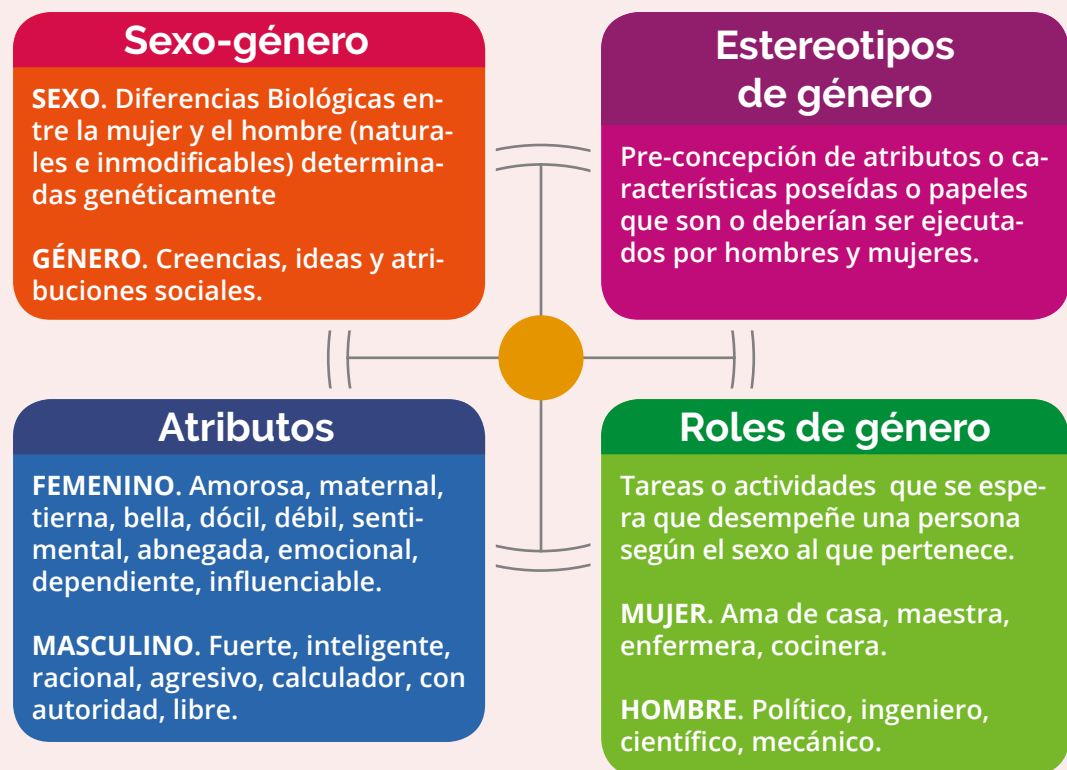 Sexo-género
SEXO. Diferencias Biológicas en-
tre la mujer y el hombre (natura-
les e inmodificables) determina-
das genéticamente
GÉNERO. Creencias, ideas y atri-
buciones sociales.
Estereotipos
de género
Pre-concepción de atributos o ca-
racterísticas poseídas o papeles
que son o deberían ser ejecuta-
dos por hombres y mujeres.
Atributos
FEMENINO. Amorosa, maternal,
tierna, bella, dócil, débil, senti-
mental, abnegada, emocional,
dependiente, influenciable.
MASCULINO. Fuerte, inteligente,
racional, agresivo, calculador, con
autoridad, libre.
Roles de género
Tareas o actividades  que se espe-
ra que desempeñe una persona
según el sexo al que pertenece.
MUJER. Ama de casa, maestra,
enfermera, cocinera.
HOMBRE. Político, ingeniero,
científico, mecánico.